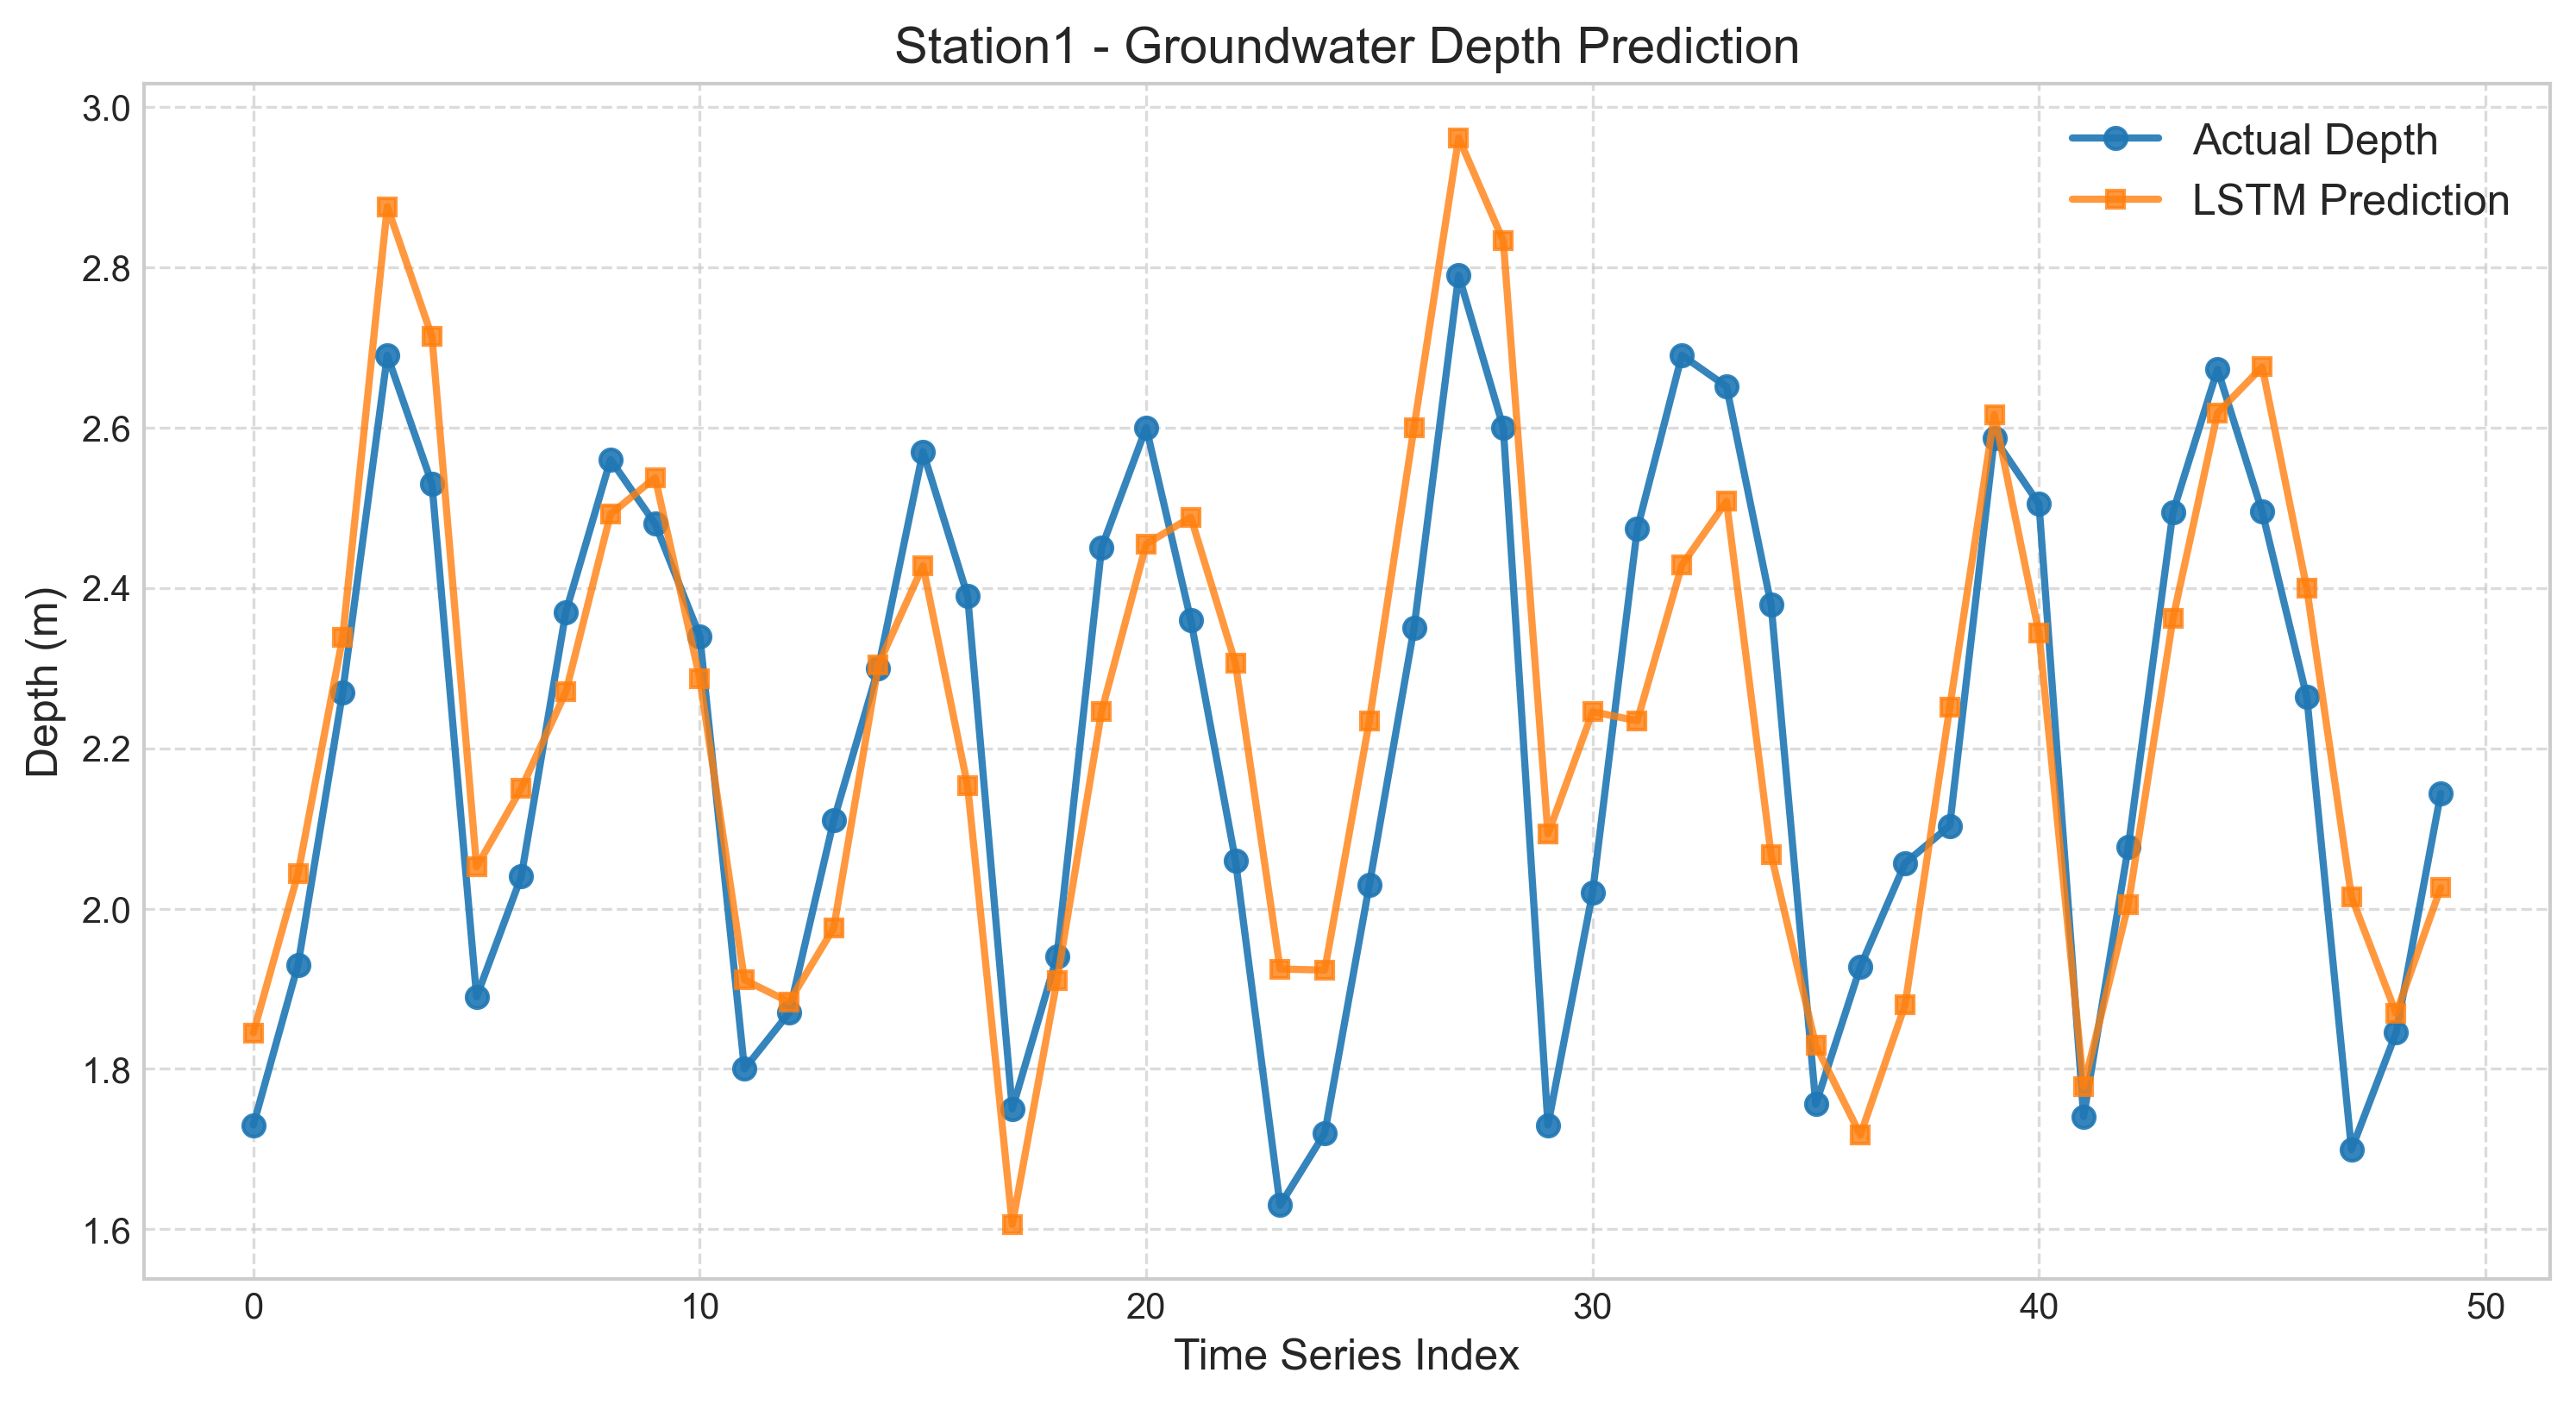 Station1 - Groundwater Depth Prediction
3.0
2.8
2.6
2.4
2.2
2.0
1.8
1.6
Depth (m)
Actual Depth
LSTM Prediction
0 10 20 30 40 50
Time Series Index